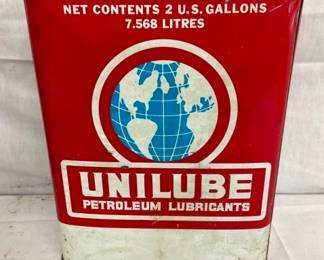 NET CONTENTS 2 U.S. GALLONS
7.568 LITRES
UNILUBE
PETROLEUM LUBRICANTS